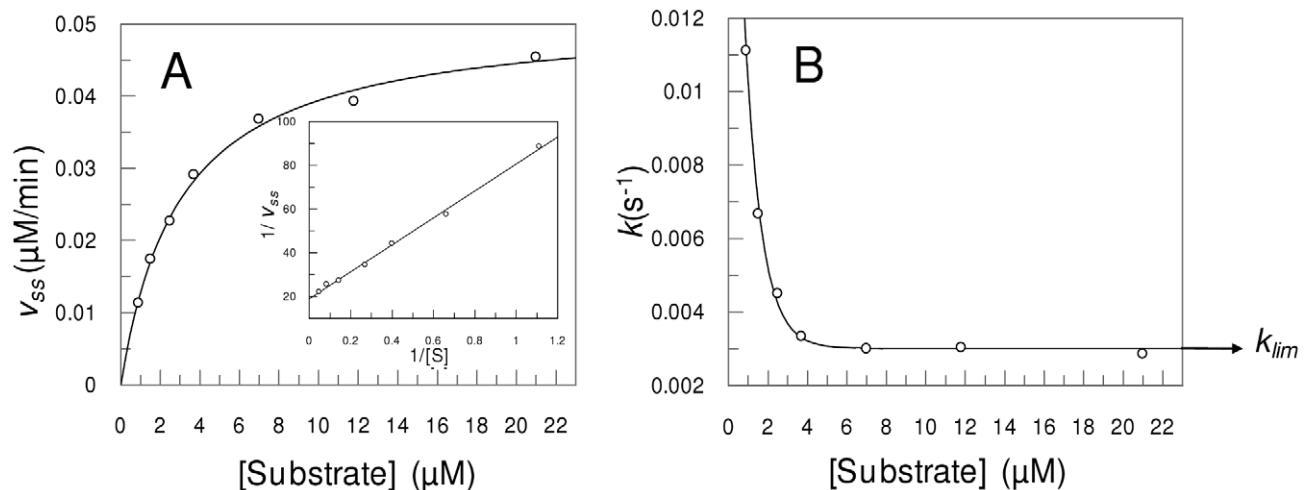 A
0.05
0.04
0.03
0.02
0.01
0
v_ss (μM/min)
0 2 4 6 8 10 12 14 16 18 20 22
[Substrate] (μM)
100
80
60
40
20
1/ v_ss
0 0.2 0.4 0.6 0.8 1 1.2
1/[S]
B
0.012
0.01
0.008
0.006
0.004
0.002
k(s⁻¹)
k_lim
0 2 4 6 8 10 12 14 16 18 20 22
[Substrate] (μM)